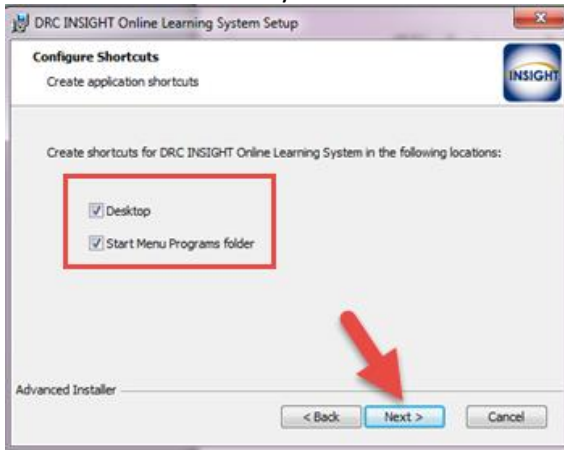 DRC INSIGHT Online Learning System Setup
Configure Shortcuts
Create application shortcuts
INSIGHT
Create shortcuts for DRC INSIGHT Online Learning System in the following locations:
Desktop
Start Menu Programs folder
Advanced Installer
< Back Next > Cancel